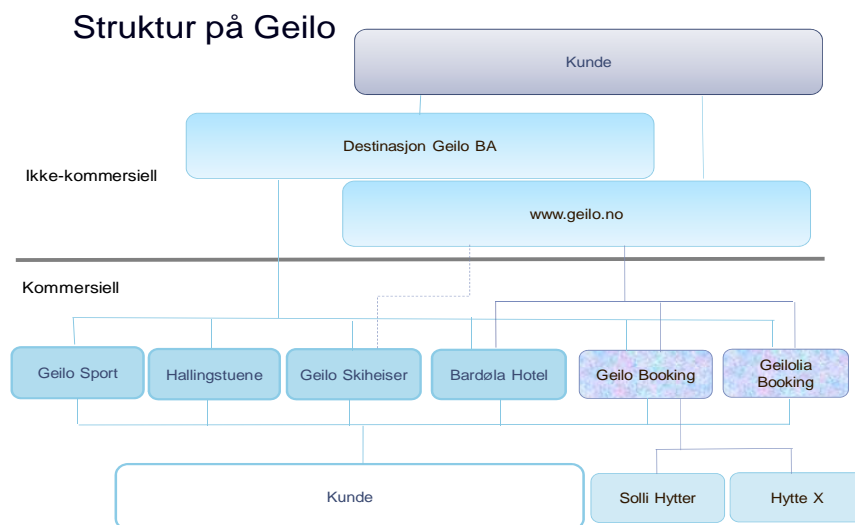 Struktur på Geilo
Kunde
Destinasjon Geilo BA
Ikke-kommersiell
www.geilo.no
Kommersiell
Geilo Sport
Hallingstuene
Geilo Skiheiser
Bardøla Hotel
Geilo Booking
Geilolia
Booking
Kunde
Solli Hytter
Hytte X